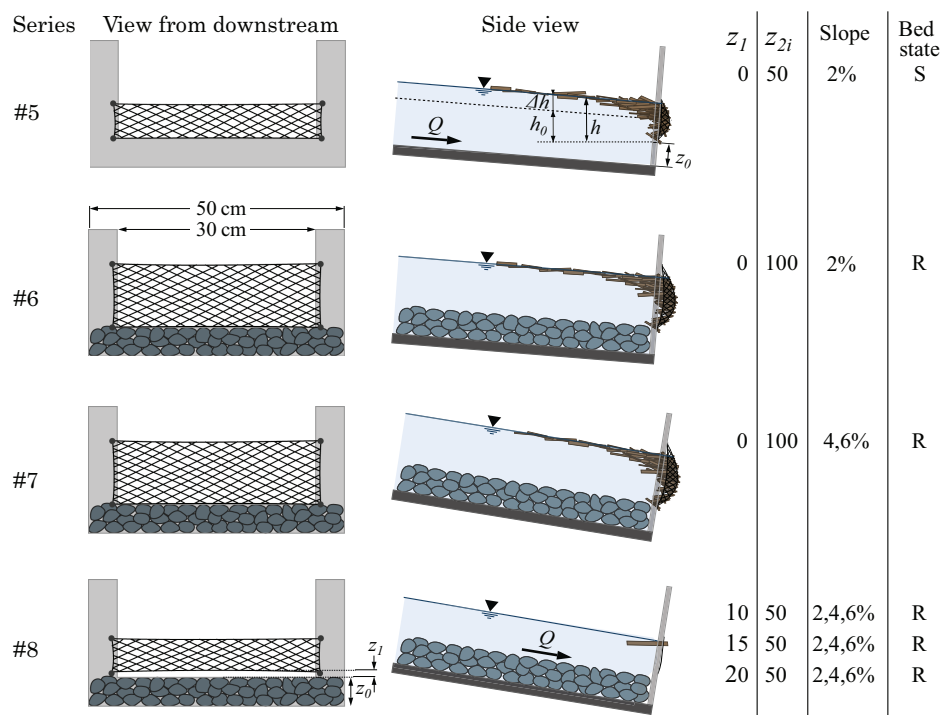 Series View from downstream Side view z1 z2i Slope Bed state
#5 0 50 2% S
Δh
h0 h
Q
z0
50 cm
30 cm
#6 0 100 2% R
#7 0 100 4,6% R
#8 10 50 2,4,6% R
Q
15 50 2,4,6% R
z1
20 50 2,4,6% R
z0